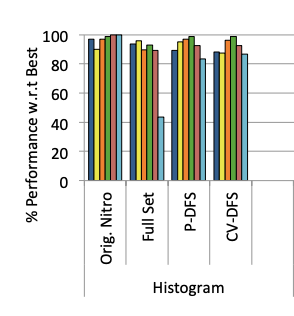 % Performance w.r.t Best
100
80
60
40
20
0
Orig. Nitro
Full Set
P-DFS
CV-DFS
Histogram